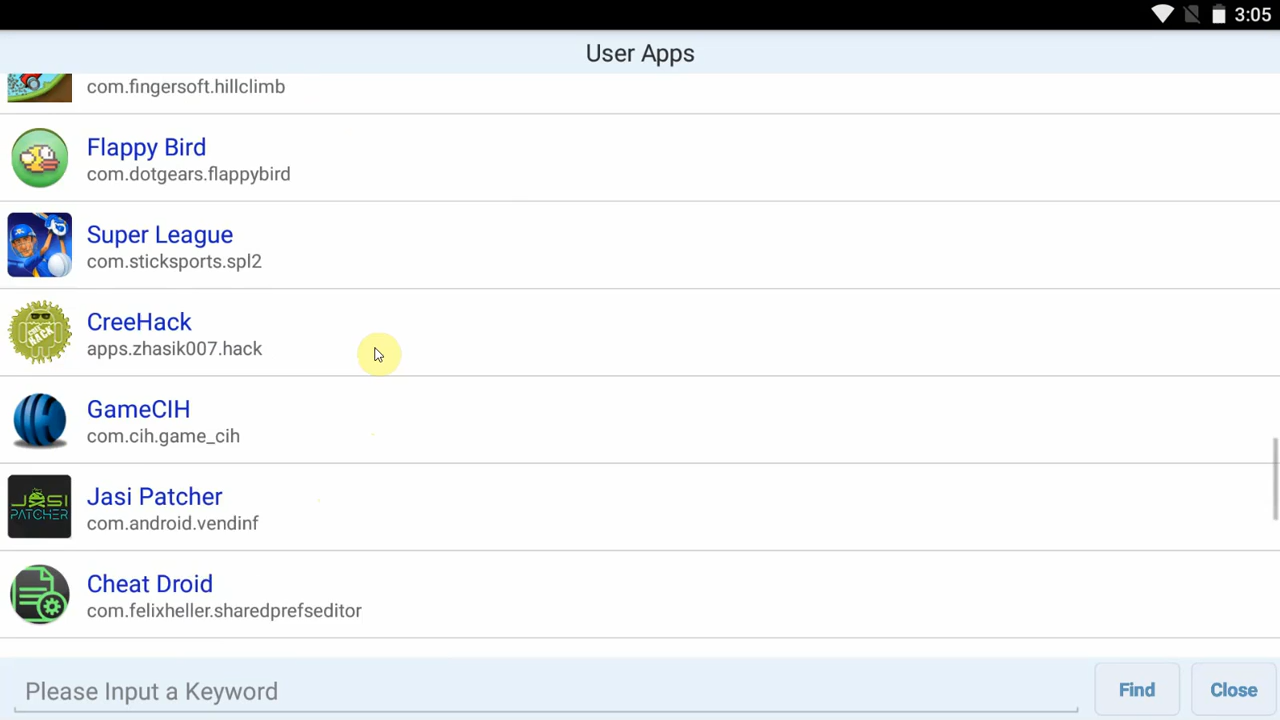 3:05
User Apps
com.fingersoft.hillclimb
Flappy Bird
com.dotgears.flappybird
Super League
com.sticksports.spl2
CreeHack
apps.zhasik007.hack
GameCIH
com.cih.game_cih
JASI
PATCHER
Jasi Patcher
com.android.vendinf
Cheat Droid
com.felixheller.sharedprefseditor
Please Input a Keyword
Find
Close